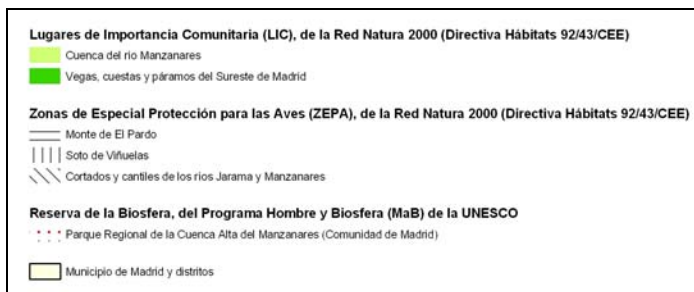 Lugares de Importancia Comunitaria (LIC), de la Red Natura 2000 (Directiva Hábitats 92/43/CEE)
Cuenca del río Manzanares
Vegas, cuestas y páramos del Sureste de Madrid
Zonas de Especial Protección para las Aves (ZEPA), de la Red Natura 2000 (Directiva Hábitats 92/43/CEE)
Monte de El Pardo
Soto de Viñuelas
Cortados y cantiles de los ríos Jarama y Manzanares
Reserva de la Biosfera, del Programa Hombre y Biosfera (MaB) de la UNESCO
Parque Regional de la Cuenca Alta del Manzanares (Comunidad de Madrid)
Municipio de Madrid y distritos